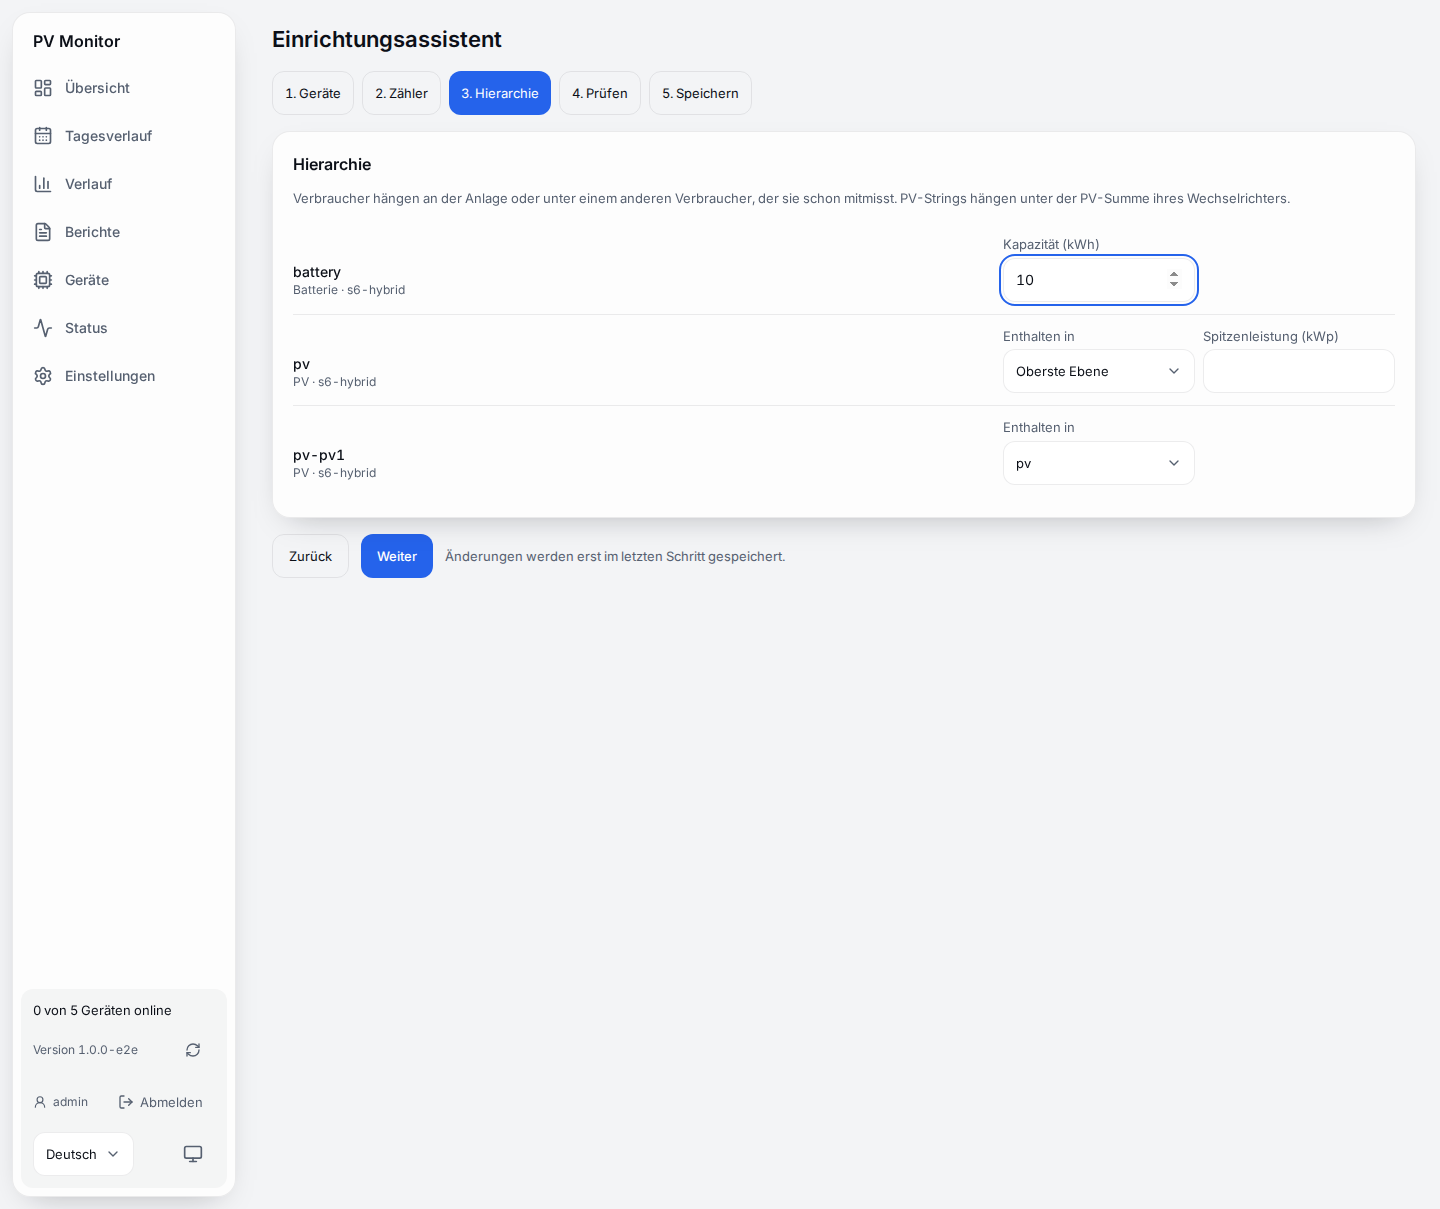 PV Monitor
Übersicht
Tagesverlauf
Verlauf
Berichte
Geräte
Status
Einstellungen
0 von 5 Geräten online
Version 1.0.0-e2e
admin
Abmelden
Deutsch
Einrichtungsassistent
1. Geräte
2. Zähler
3. Hierarchie
4. Prüfen
5. Speichern
Hierarchie
Verbraucher hängen an der Anlage oder unter einem anderen Verbraucher, der sie schon mitmisst. PV-Strings hängen unter der PV-Summe ihres Wechselrichters.
battery
Batterie · s6-hybrid
Kapazität (kWh)
10
pv
PV · s6-hybrid
Enthalten in
Oberste Ebene
Spitzenleistung (kWp)
pv-pv1
PV · s6-hybrid
Enthalten in
pv
Zurück
Weiter
Änderungen werden erst im letzten Schritt gespeichert.